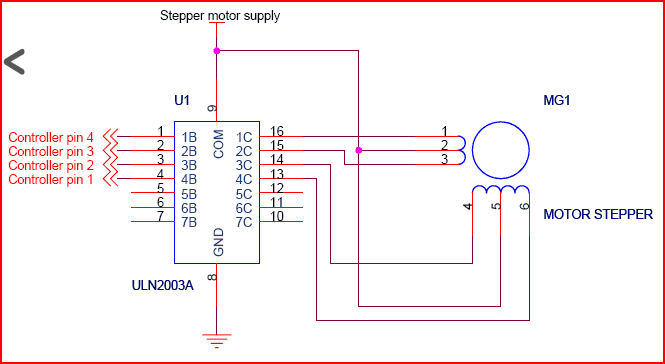 Stepper motor supply
U1
MG1
9
Controller pin 4 1 1B COM 1C 16 1
Controller pin 3 2 2B 2C 15 2
Controller pin 2 3 3B 3C 14 3
Controller pin 1 4 4B 4C 13
5 5B 5C 12
6 6B 6C 11
7 7B 7C 10
4 5 6
MOTOR STEPPER
GND
8
ULN2003A